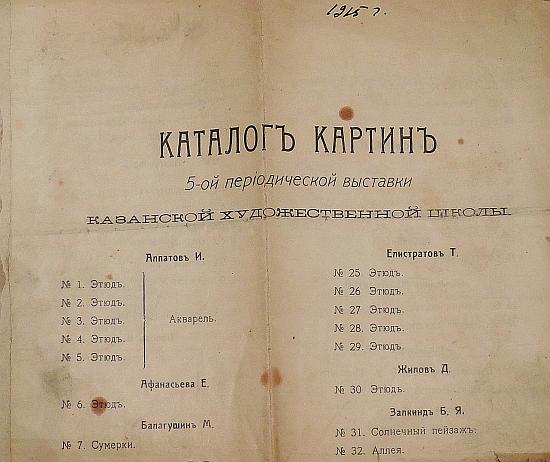 1915 г.
КАТАЛОГЪ КАРТИНЪ
5-ой періодической выставки
КАЗАНСКОЙ ХУДОЖЕСТВЕННОЙ ШКОЛЫ.
Алпатовъ И.
№ 1. Этюдъ.
№ 2. Этюдъ.
№ 3. Этюдъ.
№ 4. Этюдъ.
№ 5. Этюдъ.
Акварель.
Афанасьева Е.
№ 6. Этюдъ.
Балагушинъ М.
№ 7. Сумерки.
Елистратовъ Т.
№ 25 Этюдъ.
№ 26 Этюдъ.
№ 27 Этюдъ.
№ 28. Этюдъ.
№ 29. Этюдъ.
Жиловъ Д.
№ 30 Этюдъ.
Залкиндъ Б. Я.
№ 31. Солнечный пейзажъ.
№ 32. Аллея.